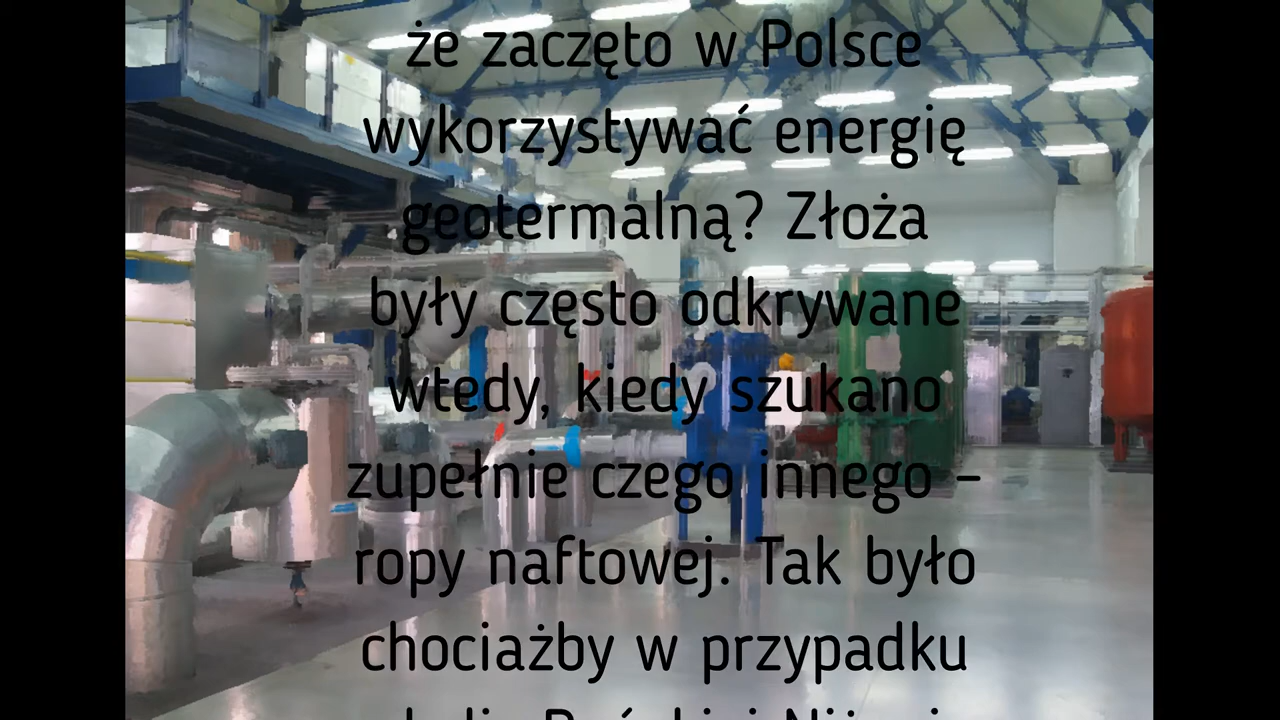 że zaczęto w Polsce
wykorzystywać energię
geotermalną? Złoża
były często odkrywane
wtedy, kiedy szukano
zupełnie czego innego –
ropy naftowej. Tak było
chociażby w przypadku